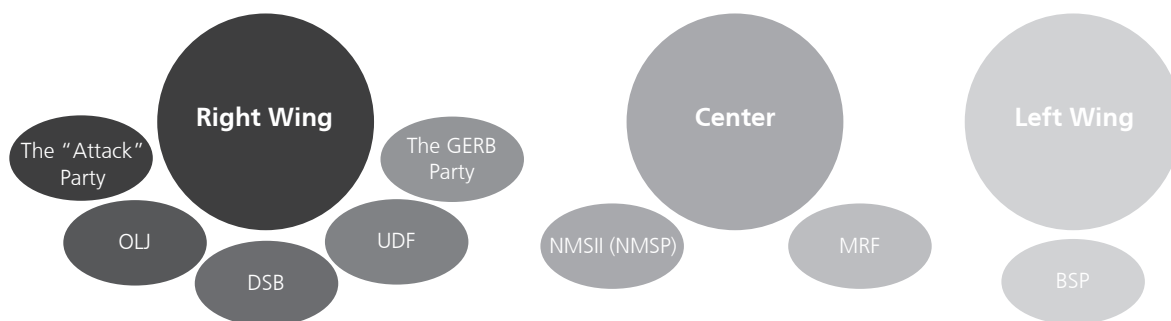 Right Wing
The “Attack”
Party
OLJ
DSB
UDF
The GERB
Party
Center
NMSII (NMSP)
MRF
Left Wing
BSP